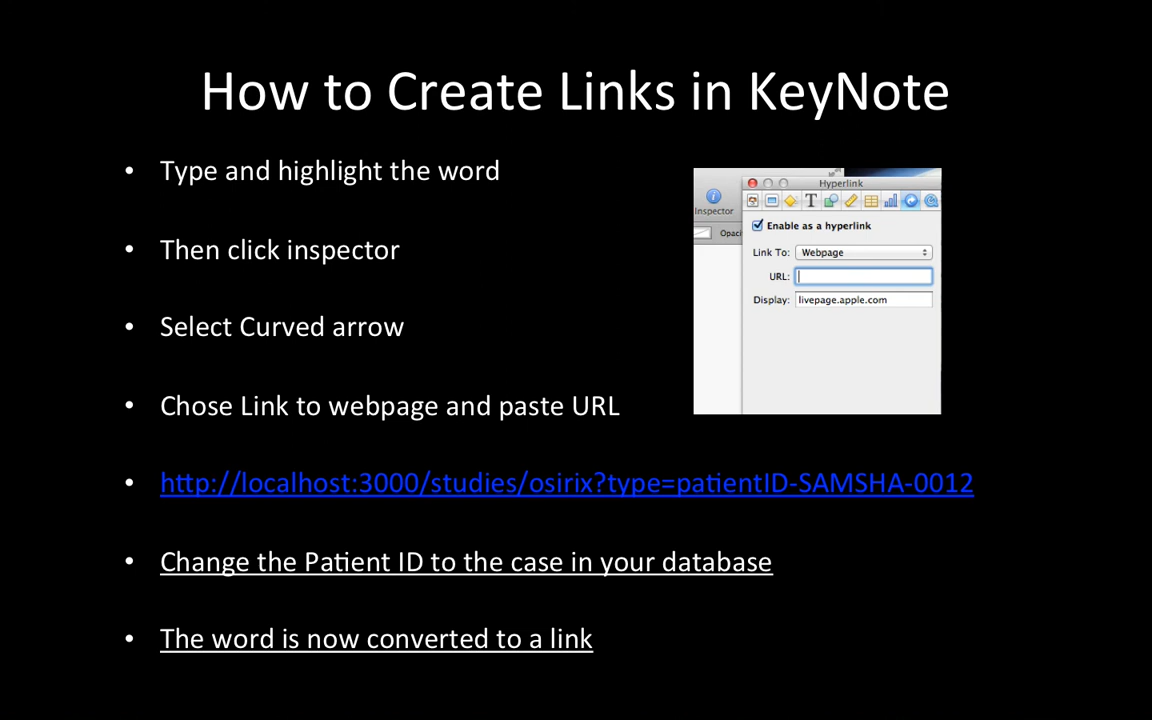 How to Create Links in KeyNote
• Type and highlight the word
• Then click inspector
• Select Curved arrow
• Chose Link to webpage and paste URL
• http://localhost:3000/studies/osirix?type=patientID-SAMSHA-0012
• Change the Patient ID to the case in your database
• The word is now converted to a link
Hyperlink
Inspector
T
Opaci
Enable as a hyperlink
Link To: Webpage
URL:
Display: livepage.apple.com